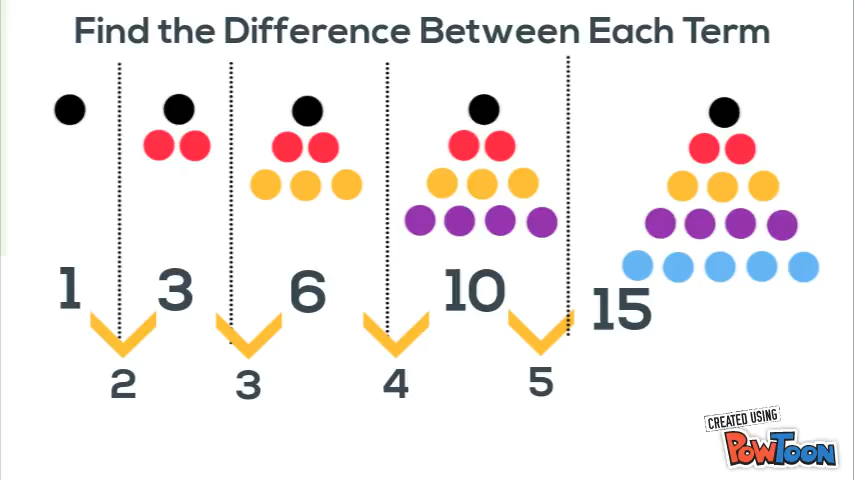 Find the Difference Between Each Term
1 3 6 10 15
2 3 4 5
CREATED USING
POWTOON